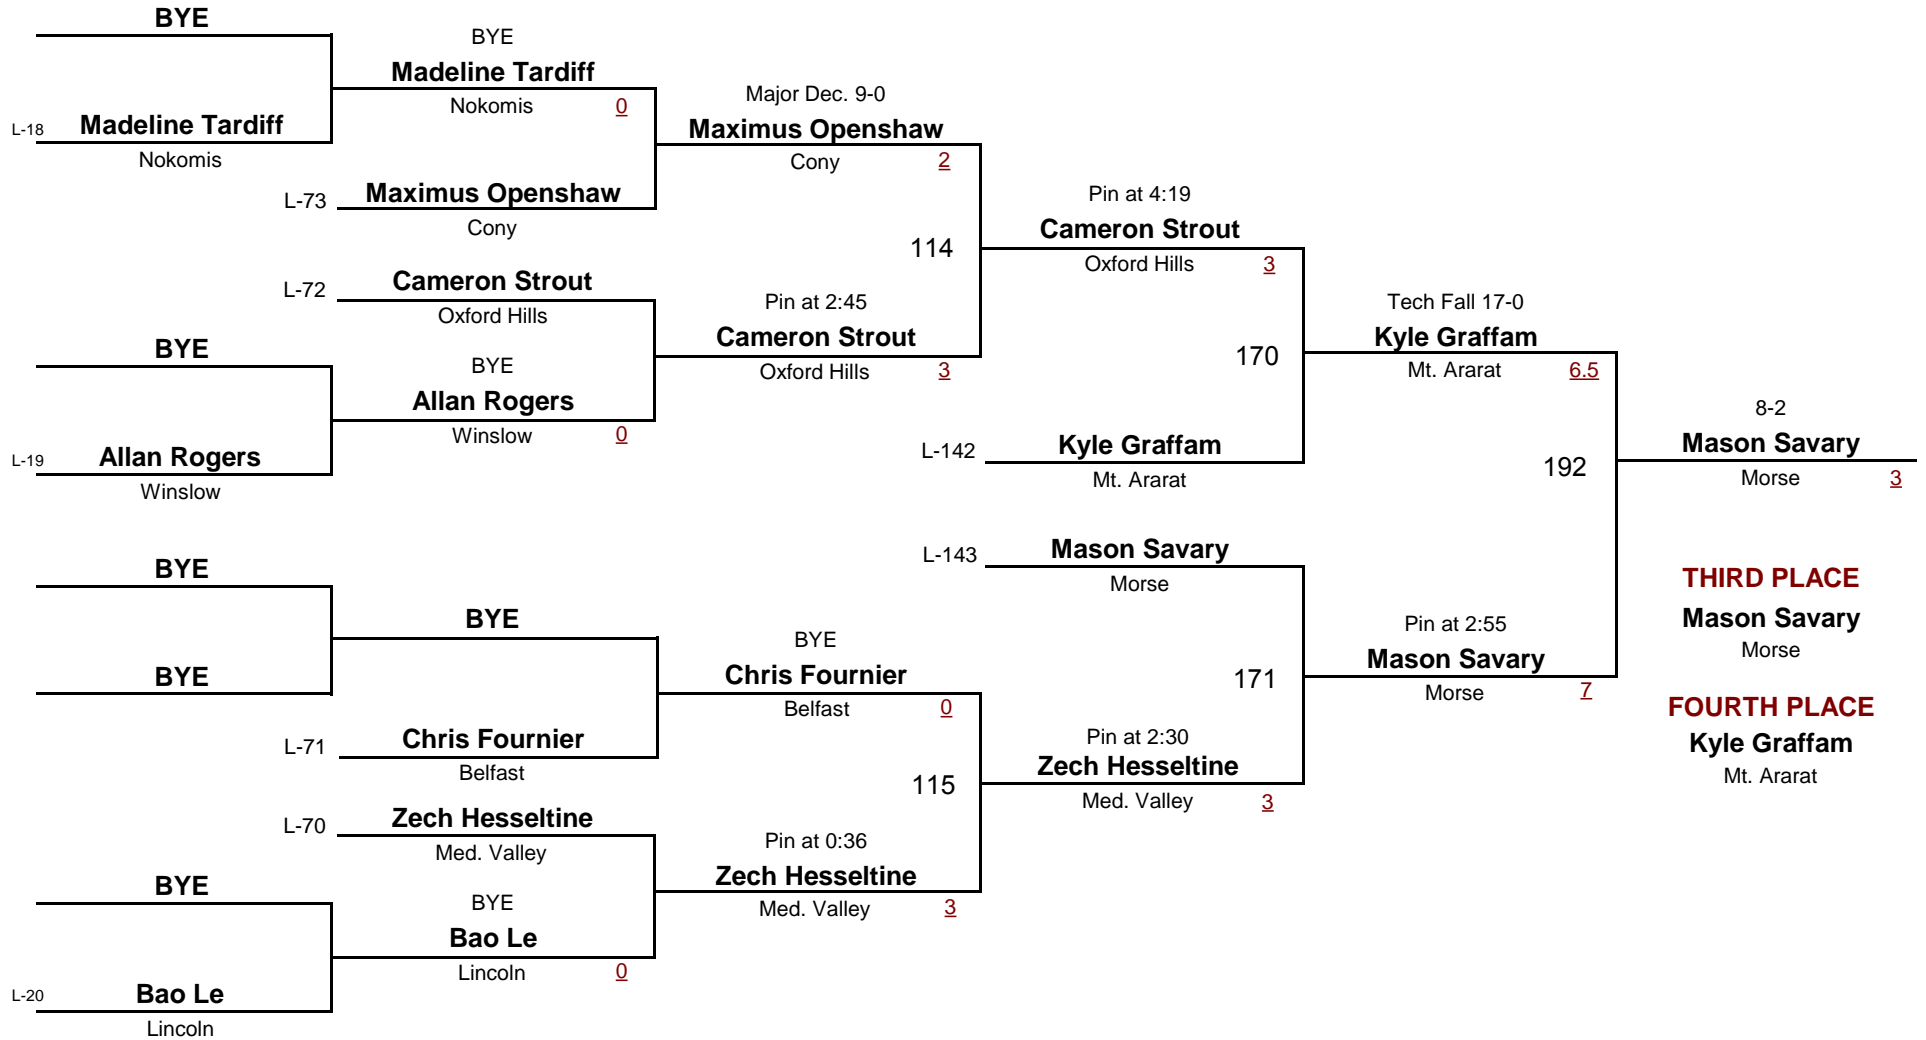 BYE
L-18 Madeline Tardiff
Nokomis
BYE
L-19 Allan Rogers
Winslow
BYE
BYE
BYE
L-20 Bao Le
Lincoln
BYE
Madeline Tardiff
Nokomis 0
L-73 Maximus Openshaw
Cony
L-72 Cameron Strout
Oxford Hills
BYE
Allan Rogers
Winslow 0
BYE
L-71 Chris Fournier
Belfast
L-70 Zech Hesseltine
Med. Valley
BYE
Bao Le
Lincoln 0
Major Dec. 9-0
Maximus Openshaw
Cony 2
114
Pin at 2:45
Cameron Strout
Oxford Hills 3
BYE
Chris Fournier
Belfast 0
115
Pin at 0:36
Zech Hesseltine
Med. Valley 3
Pin at 4:19
Cameron Strout
Oxford Hills 3
170
L-142 Kyle Graffam
Mt. Ararat
L-143 Mason Savary
Morse
171
Pin at 2:30
Zech Hesseltine
Med. Valley 3
Tech Fall 17-0
Kyle Graffam
Mt. Ararat 6.5
192
Pin at 2:55
Mason Savary
Morse 7
8-2
Mason Savary
Morse 3
THIRD PLACE
Mason Savary
Morse
FOURTH PLACE
Kyle Graffam
Mt. Ararat